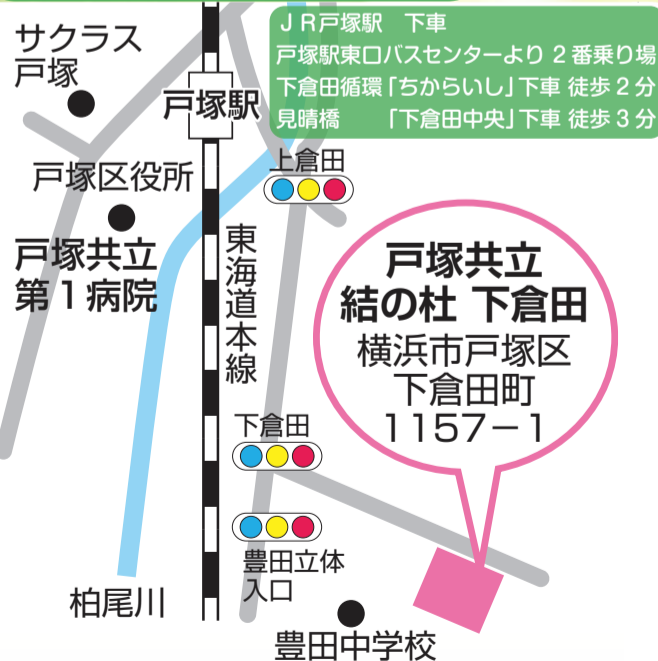 JR戸塚駅　下車
戸塚駅東口バスセンターより 2番乗り場
下倉田循環「ちからいし」下車 徒歩2分
見晴橋　　「下倉田中央」下車 徒歩3分
サクラス
戸塚
戸塚駅
上倉田
戸塚区役所
戸塚共立
第1病院
東海道本線
戸塚共立
結の杜 下倉田
横浜市戸塚区
下倉田町
1157−1
下倉田
豊田立体
入口
柏尾川
豊田中学校